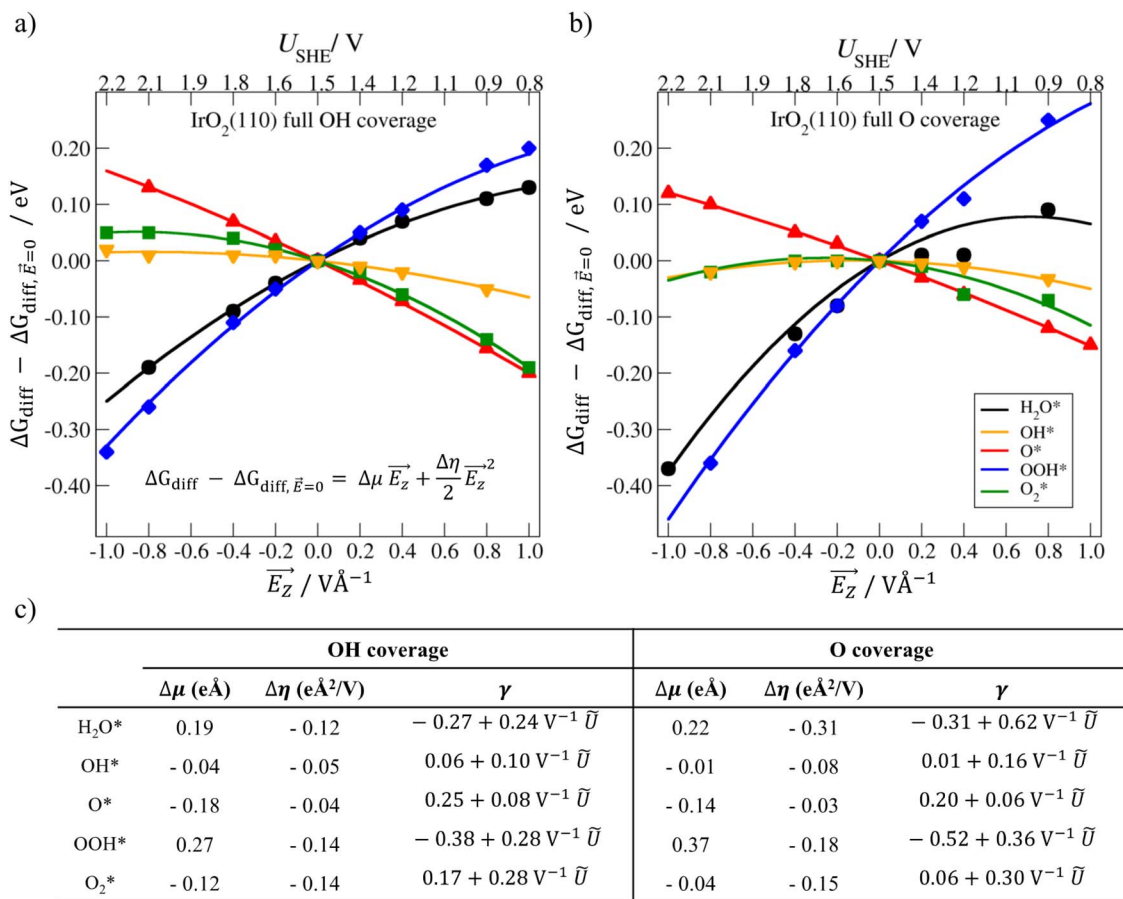 a)
U_SHE/ V
2.2 2.1 1.9 1.8 1.6 1.5 1.4 1.2 1.1 0.9 0.8
IrO₂(110) full OH coverage
0.20
0.10
0.00
-0.10
-0.20
-0.30
-0.40
ΔG_diff − ΔG_diff, E⃗=0 / eV
ΔG_diff − ΔG_diff, E⃗=0 = Δμ E_z⃗ + Δη/2 E_z⃗²
-1.0 -0.8 -0.6 -0.4 -0.2 0.0 0.2 0.4 0.6 0.8 1.0
E_Z⃗ / VÅ⁻¹
b)
U_SHE/ V
2.2 2.1 1.9 1.8 1.6 1.5 1.4 1.2 1.1 0.9 0.8
IrO₂(110) full O coverage
0.20
0.10
0.00
-0.10
-0.20
-0.30
-0.40
ΔG_diff − ΔG_diff, E⃗=0 / eV
H₂O*
OH*
O*
OOH*
O₂*
-1.0 -0.8 -0.6 -0.4 -0.2 0.0 0.2 0.4 0.6 0.8 1.0
E_Z⃗ / VÅ⁻¹
c)
OH coverage O coverage
Δμ (eÅ) Δη (eÅ²/V) γ Δμ (eÅ) Δη (eÅ²/V) γ
H₂O* 0.19 - 0.12 − 0.27 + 0.24 V⁻¹ Ũ 0.22 - 0.31 − 0.31 + 0.62 V⁻¹ Ũ
OH* - 0.04 - 0.05 0.06 + 0.10 V⁻¹ Ũ - 0.01 - 0.08 0.01 + 0.16 V⁻¹ Ũ
O* - 0.18 - 0.04 0.25 + 0.08 V⁻¹ Ũ - 0.14 - 0.03 0.20 + 0.06 V⁻¹ Ũ
OOH* 0.27 - 0.14 − 0.38 + 0.28 V⁻¹ Ũ 0.37 - 0.18 − 0.52 + 0.36 V⁻¹ Ũ
O₂* - 0.12 - 0.14 0.17 + 0.28 V⁻¹ Ũ - 0.04 - 0.15 0.06 + 0.30 V⁻¹ Ũ